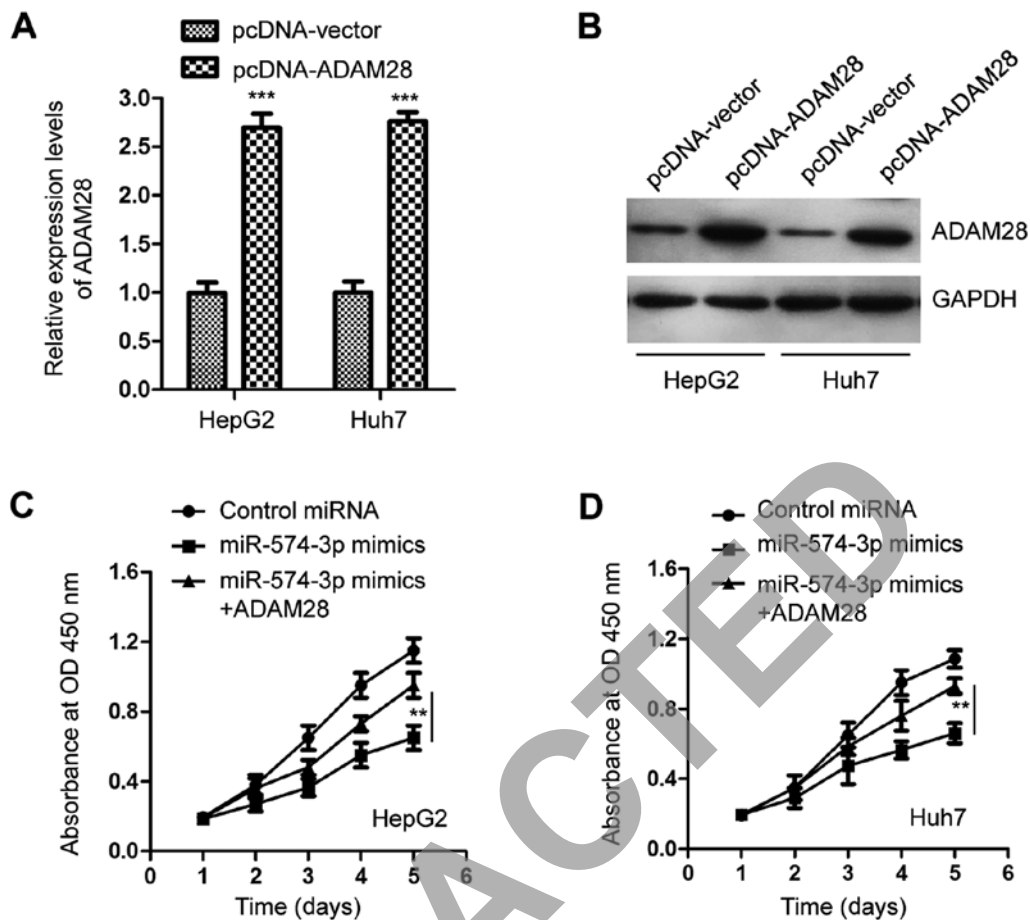 A
pcDNA-vector
pcDNA-ADAM28
Relative expression levels
of ADAM28
3.0
2.5
2.0
1.5
1.0
0.5
0.0
***
***
HepG2
Huh7
B
pcDNA-vector
pcDNA-ADAM28
pcDNA-vector
pcDNA-ADAM28
ADAM28
GAPDH
HepG2
Huh7
C
Control miRNA
miR-574-3p mimics
miR-574-3p mimics
+ADAM28
Absorbance at OD 450 nm
1.6
1.2
0.8
0.4
0.0
**
HepG2
0 1 2 3 4 5 6
Time (days)
D
Control miRNA
miR-574-3p mimics
miR-574-3p mimics
+ADAM28
Absorbance at OD 450 nm
1.6
1.2
0.8
0.4
0.0
**
Huh7
0 1 2 3 4 5 6
Time (days)
ACTED